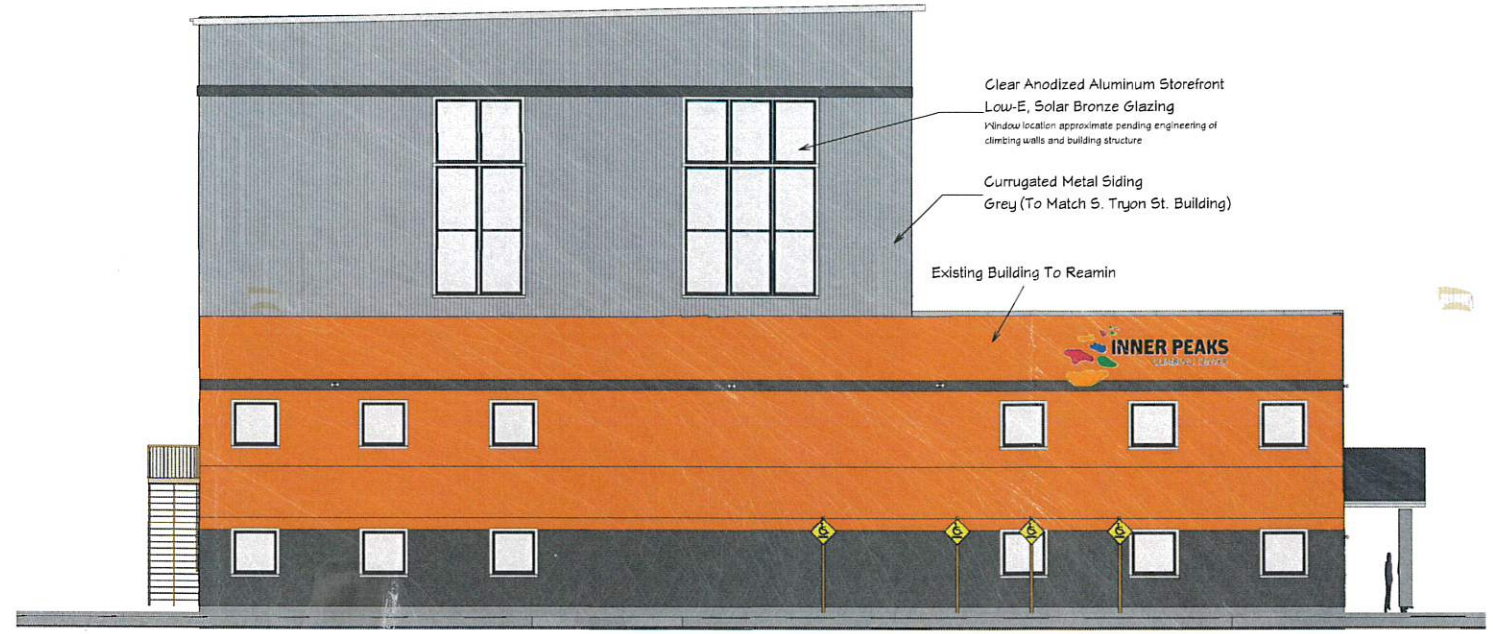 Clear Anodized Aluminum Storefront
Low-E, Solar Bronze Glazing
Window location approximate pending engineering of
climbing walls and building structure
Currugated Metal Siding
Grey (To Match S. Tryon St. Building)
Existing Building To Reamin
INNER PEAKS